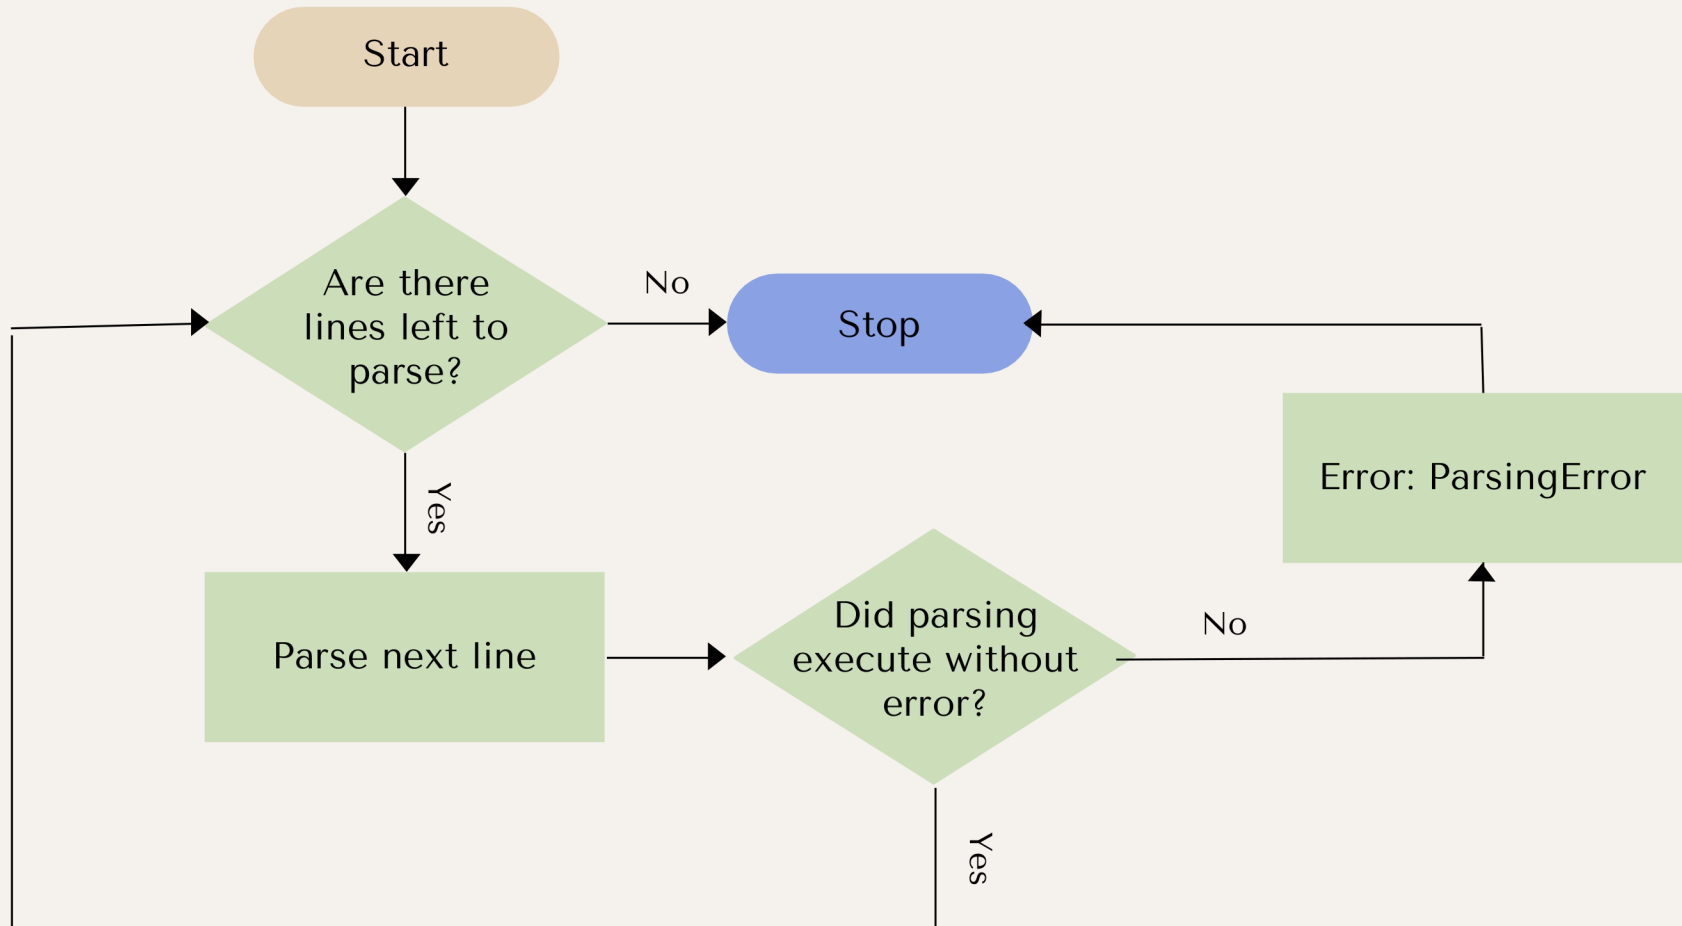 Start
Are there
lines left to
parse?
No
Stop
Yes
Error: ParsingError
Parse next line
Did parsing
execute without
error?
No
Yes